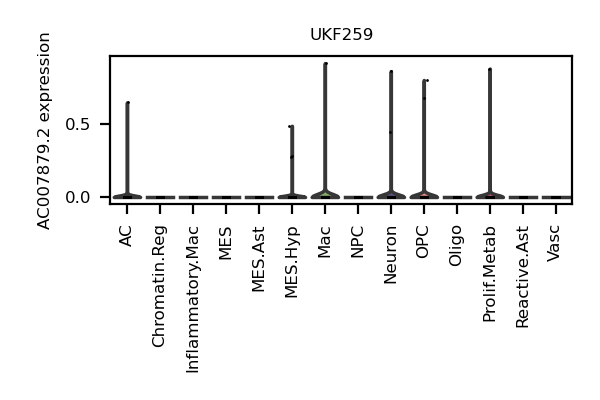 UKF259
AC007879.2 expression
0.5
0.0
AC
Chromatin.Reg
Inflammatory.Mac
MES
MES.Ast
MES.Hyp
Mac
NPC
Neuron
OPC
Oligo
Prolif.Metab
Reactive.Ast
Vasc